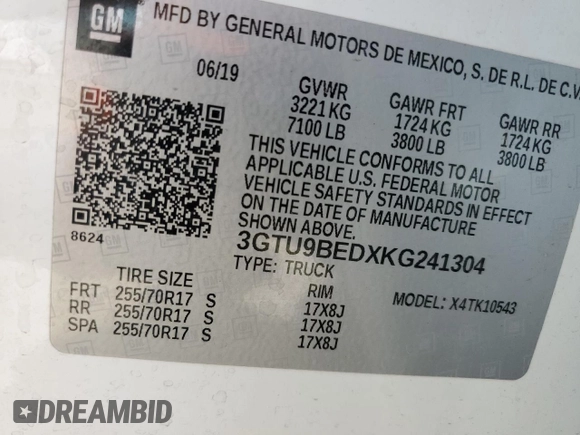 GM
MFD BY GENERAL MOTORS DE MEXICO, S. DE R.L. DE C.V.
06/19
GVWR GAWR FRT GAWR RR
3221 KG 1724 KG 1724 KG
7100 LB 3800 LB 3800 LB
THIS VEHICLE CONFORMS TO ALL
APPLICABLE U.S. FEDERAL MOTOR
VEHICLE SAFETY STANDARDS IN EFFECT
ON THE DATE OF MANUFACTURE
SHOWN ABOVE.
8624
3GTU9BEDXKG241304
TYPE: TRUCK
MODEL: X4TK10543
TIRE SIZE RIM
FRT 255/70R17 S 17X8J
RR 255/70R17 S 17X8J
SPA 255/70R17 S 17X8J
DREAMBID